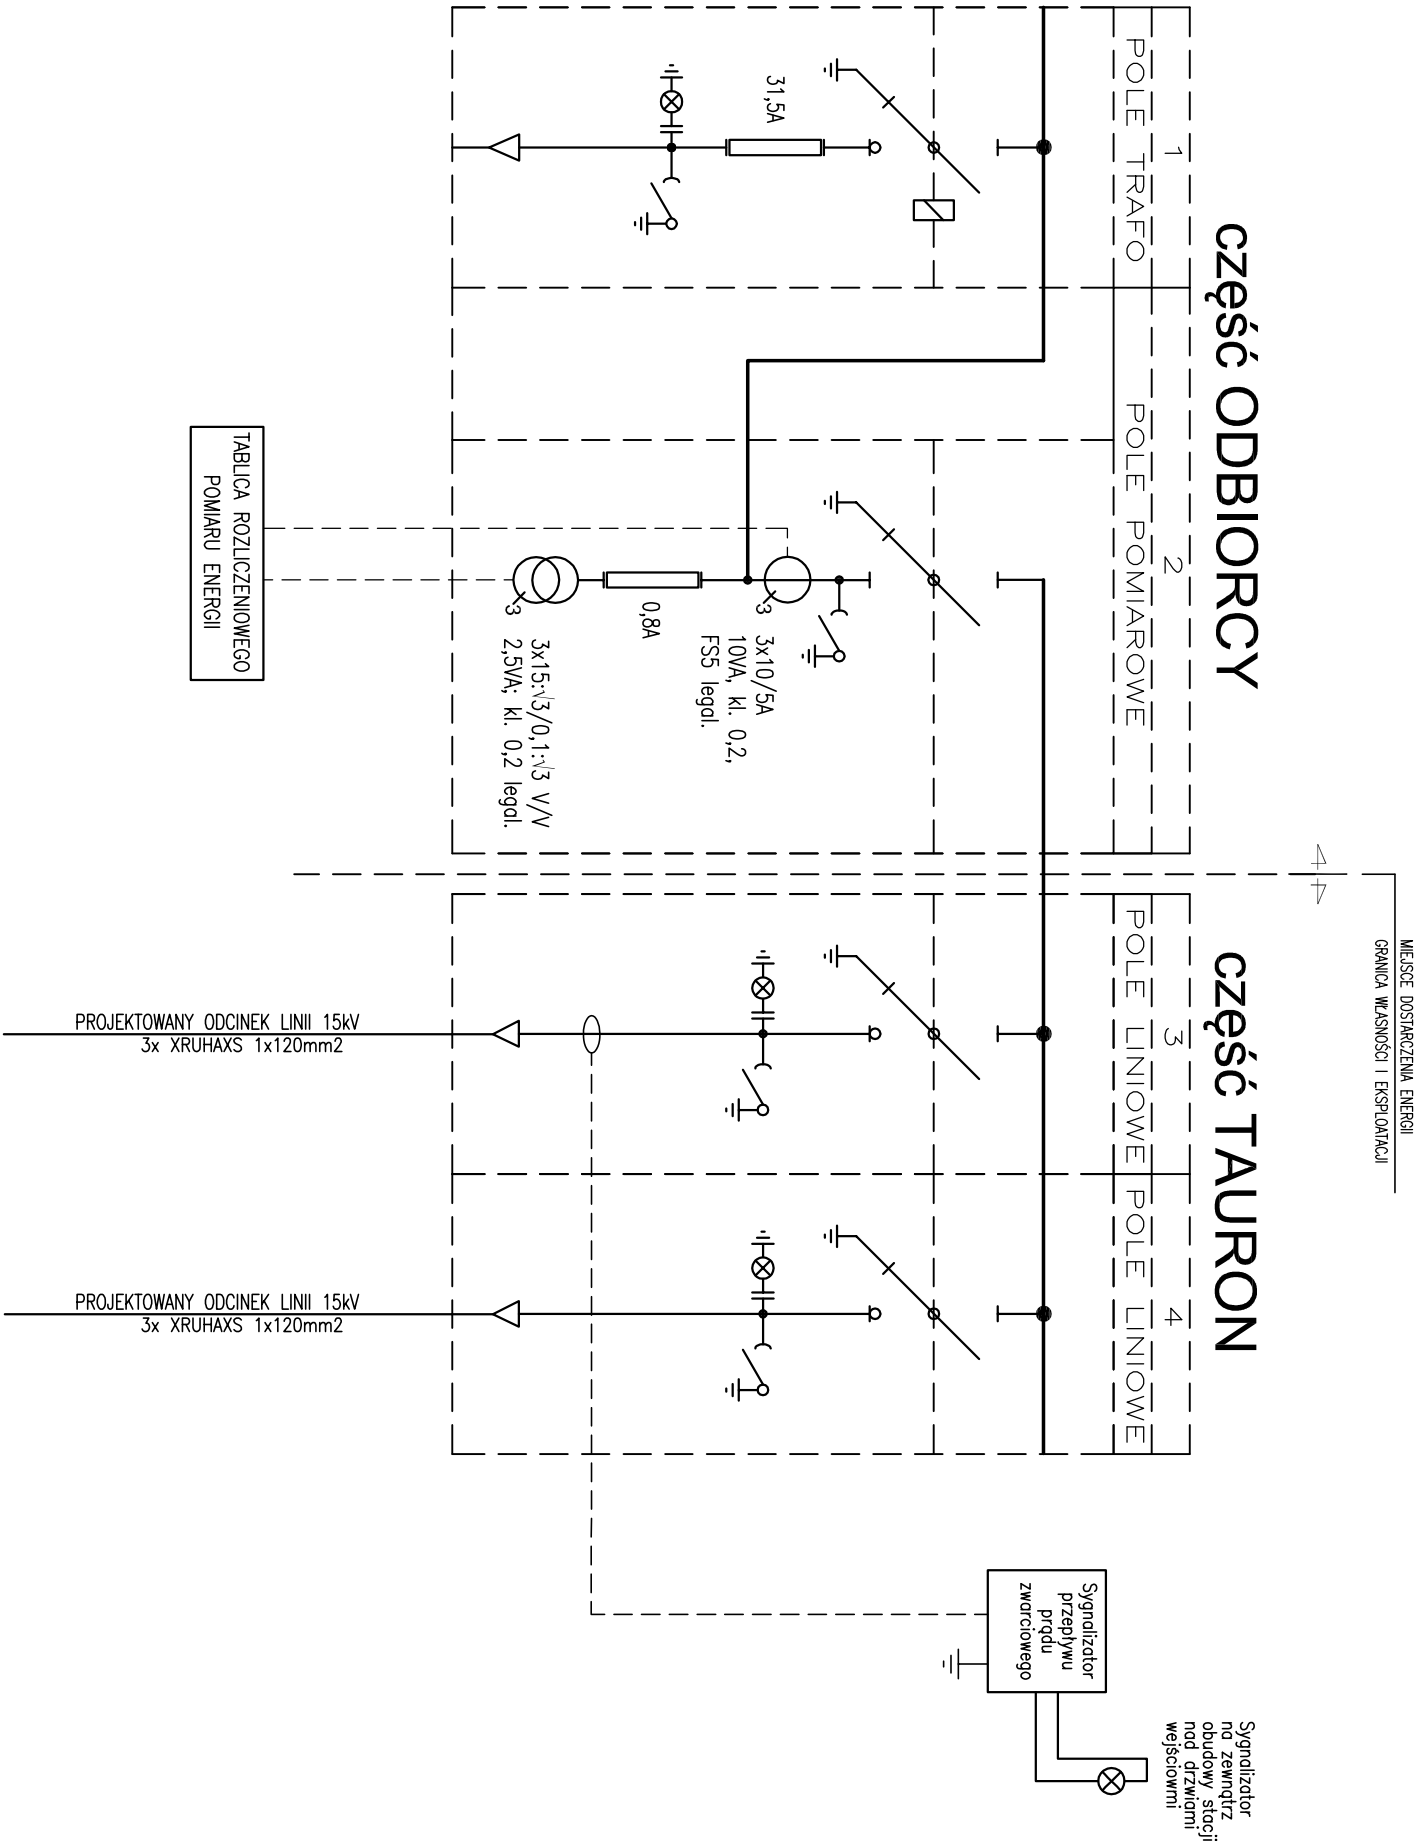 część ODBIORCY
część TAURON
MIEJSCE DOSTARCZENIA ENERGII
GRANICA WŁASNOŚCI I EKSPLOATACJI
1
2
3
4
POLE TRAFO
POLE POMIAROWE
POLE LINIOWE
POLE LINIOWE
31,5A
3
3x10/5A
10VA, kl. 0,2,
FS5 legal.
0,8A
3
3x15:√3/0,1:√3 V/V
2,5VA; kl. 0,2 legal.
TABLICA ROZLICZENIOWEGO
POMIARU ENERGII
PROJEKTOWANY ODCINEK LINII 15kV
3x XRUHAXS 1x120mm2
PROJEKTOWANY ODCINEK LINII 15kV
3x XRUHAXS 1x120mm2
Sygnalizator
przepływu
prądu
zwarciowego
Sygnalizator
na zewnątrz
obudowy stacji
nad drzwiami
wejściowmi